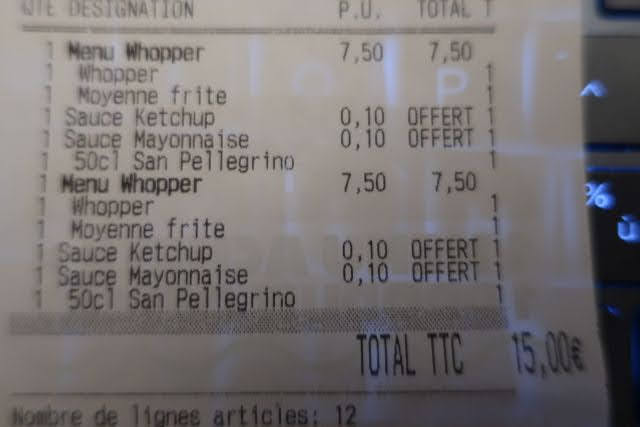 QTE DESIGNATION P.U. TOTAL T
1 Menu Whopper 7,50 7,50
1 Whopper 1
1 Moyenne frite 1
1 Sauce Ketchup 0,10 OFFERT 1
1 Sauce Mayonnaise 0,10 OFFERT 1
1 50cl San Pellegrino 1
1 Menu Whopper 7,50 7,50
1 Whopper 1
1 Moyenne frite 1
1 Sauce Ketchup 0,10 OFFERT 1
1 Sauce Mayonnaise 0,10 OFFERT 1
1 50cl San Pellegrino 1
TOTAL TTC 15,00€
Nombre de lignes articles: 12
P
^
%
ù